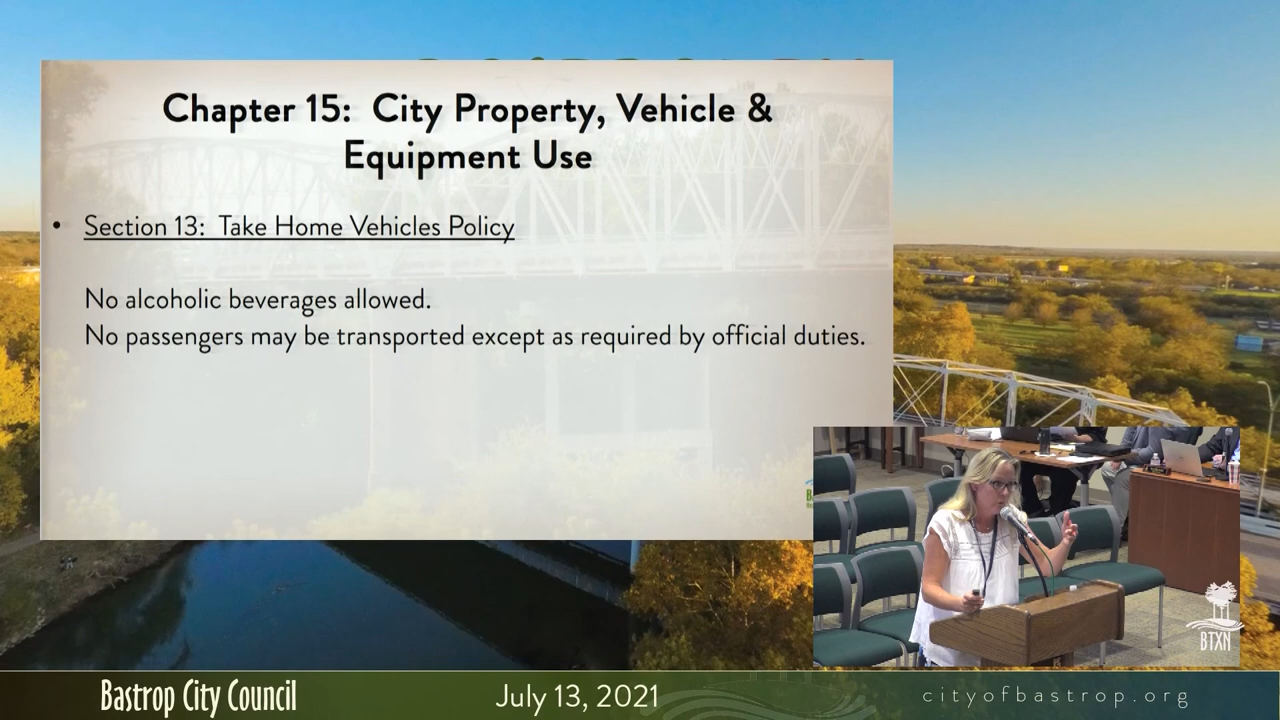 Chapter 15: City Property, Vehicle &
Equipment Use
• Section 13: Take Home Vehicles Policy
No alcoholic beverages allowed.
No passengers may be transported except as required by official duties.
BTXN
Bastrop City Council
July 13, 2021
cityofbastrop.org